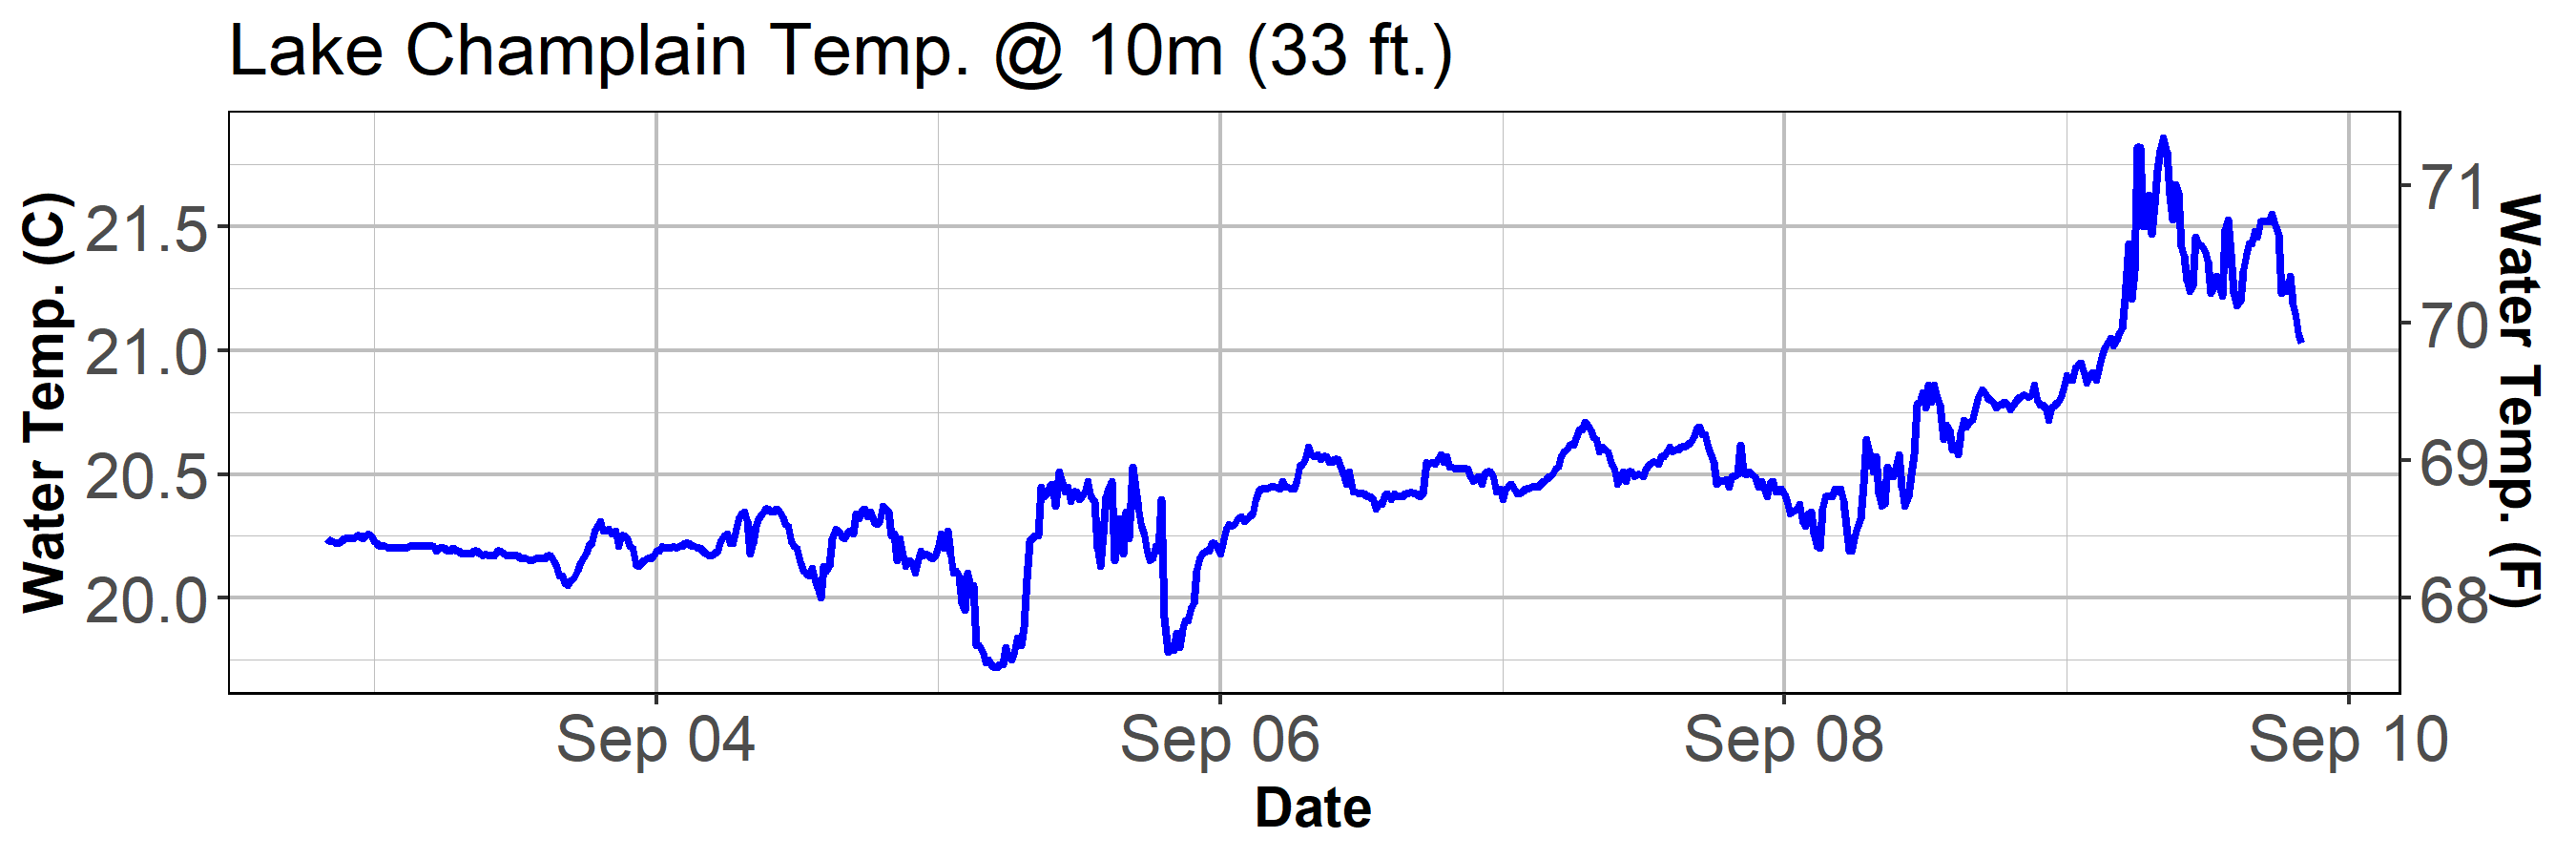 Lake Champlain Temp. @ 10m (33 ft.)
Water Temp. (C)
21.5
21.0
20.5
20.0
71
70
69
68
Water Temp. (F)
Sep 04
Sep 06
Sep 08
Sep 10
Date